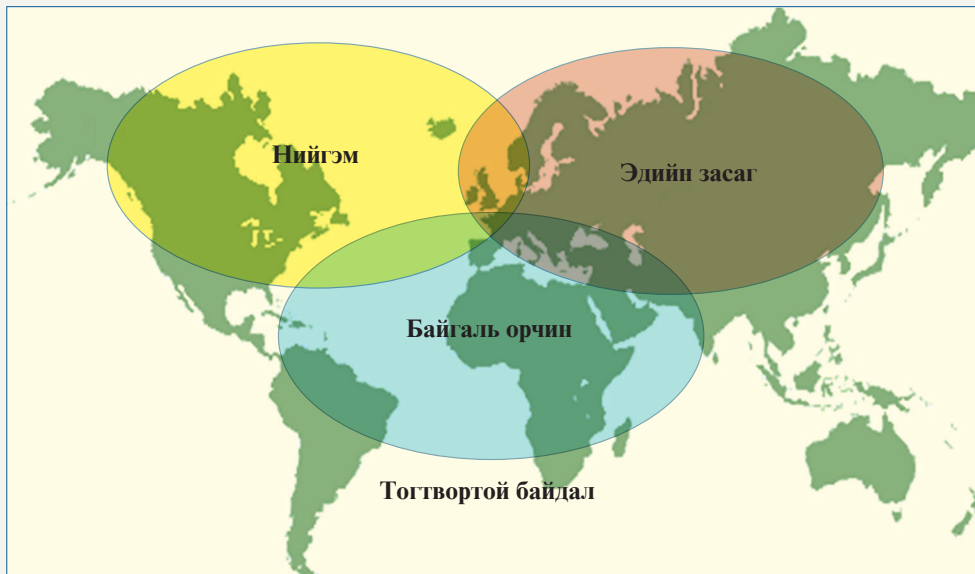 Нийгэм
Эдийн засаг
Байгаль орчин
Тогтвортой байдал